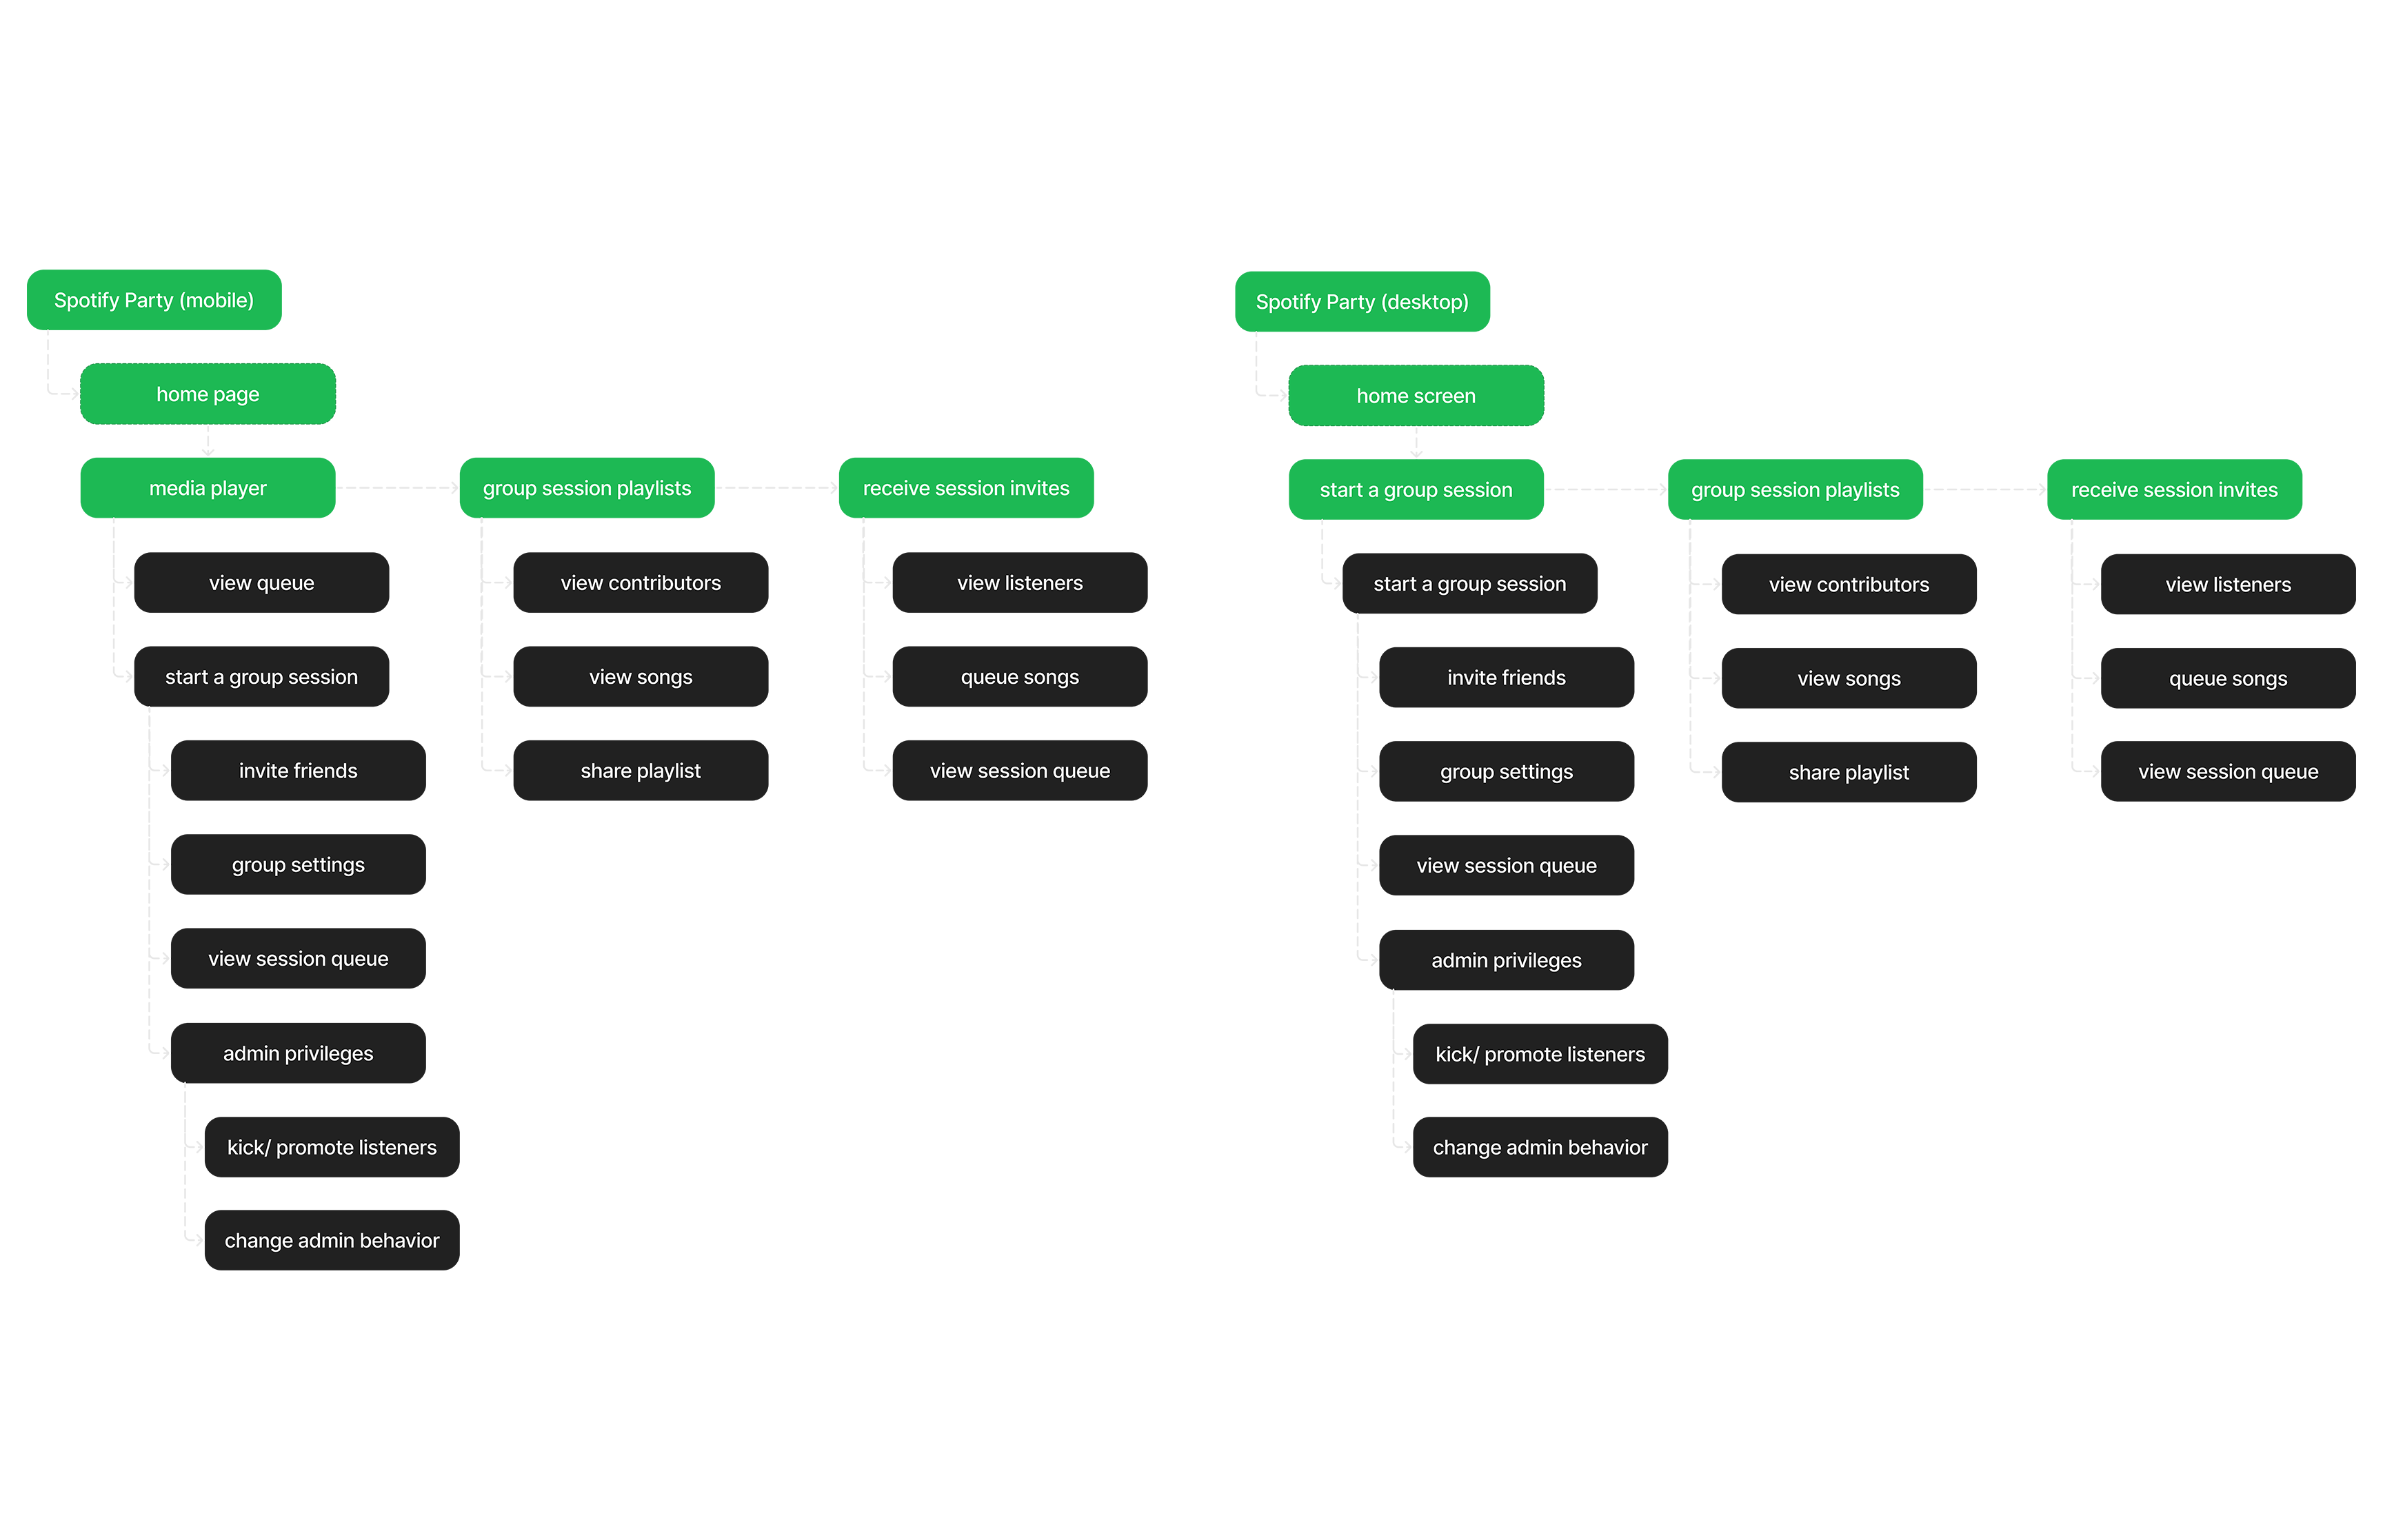 Spotify Party (mobile)
home page
media player
view queue
start a group session
invite friends
group settings
view session queue
admin privileges
kick/ promote listeners
change admin behavior
group session playlists
view contributors
view songs
share playlist
receive session invites
view listeners
queue songs
view session queue
Spotify Party (desktop)
home screen
start a group session
start a group session
invite friends
group settings
view session queue
admin privileges
kick/ promote listeners
change admin behavior
group session playlists
view contributors
view songs
share playlist
receive session invites
view listeners
queue songs
view session queue